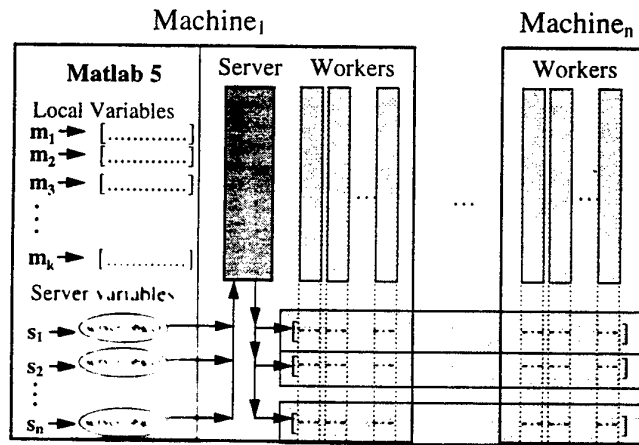 Machine₁
Machineₙ
Matlab 5
Server
Workers
Workers
Local Variables
m₁ [.............]
m₂ [.............]
m₃ [.............]
mₖ [.............]
...
...
...
Server variables
s₁
s₂
sₙ